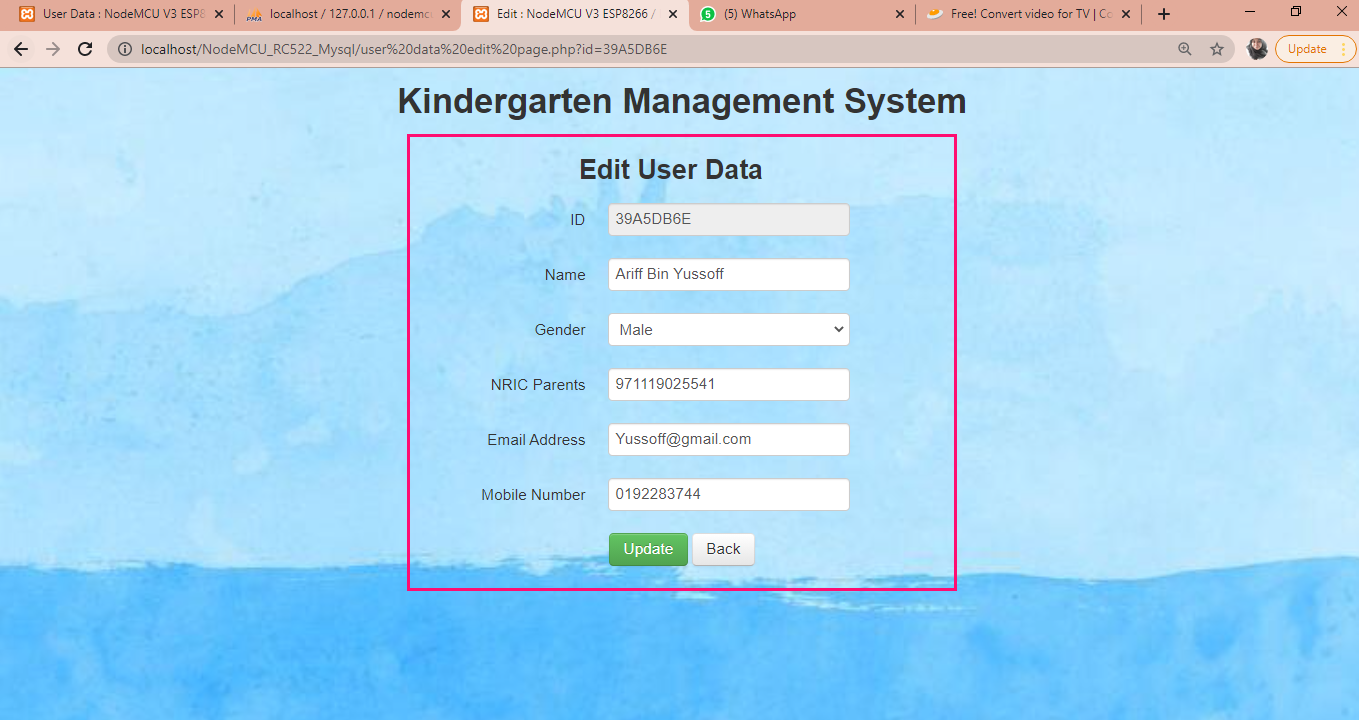 User Data : NodeMCU V3 ESP8
localhost / 127.0.0.1 / nodemcu
Edit : NodeMCU V3 ESP8266 /
5
(5) WhatsApp
Free! Convert video for TV | Co
localhost/NodeMCU_RC522_Mysql/user%20data%20edit%20page.php?id=39A5DB6E
Update
Kindergarten Management System
Edit User Data
ID 39A5DB6E
Name Ariff Bin Yussoff
Gender Male
NRIC Parents 971119025541
Email Address Yussoff@gmail.com
Mobile Number 0192283744
Update Back